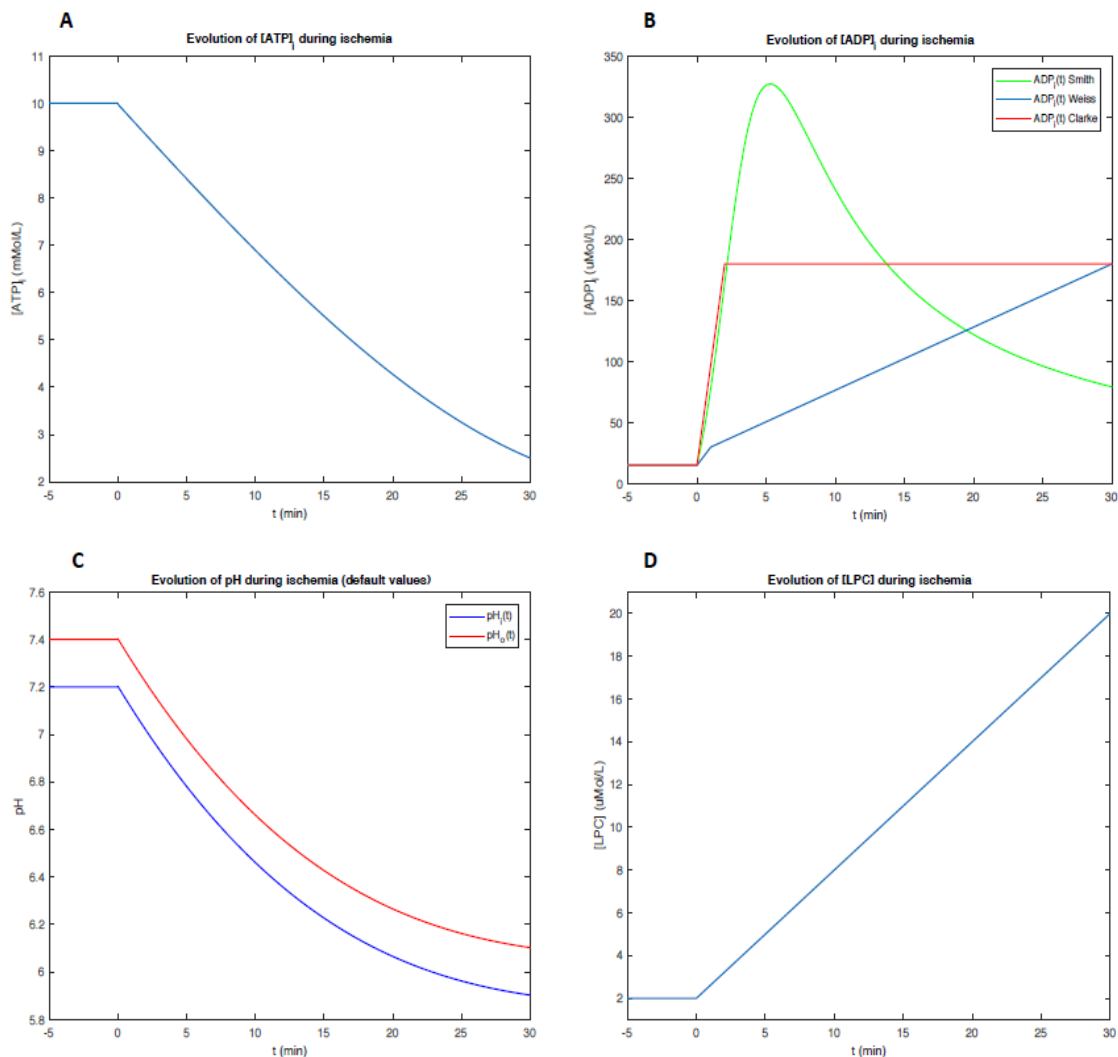 A
Evolution of [ATP]i during ischemia
11
10
9
8
7
6
5
4
3
2
[ATP]i (mMol/L)
-5 0 5 10 15 20 25 30
t (min)
B
Evolution of [ADP]i during ischemia
350
300
250
200
150
100
50
0
[ADP]i (uMol/L)
ADPi(t) Smith
ADPi(t) Weiss
ADPi(t) Clarke
-5 0 5 10 15 20 25 30
t (min)
C
Evolution of pH during ischemia (default values)
7.6
7.4
7.2
7
6.8
6.6
6.4
6.2
6
5.8
pH
pHi(t)
pHo(t)
-5 0 5 10 15 20 25 30
t (min)
D
Evolution of [LPC] during ischemia
20
18
16
14
12
10
8
6
4
2
[LPC] (uMol/L)
-5 0 5 10 15 20 25 30
t (min)